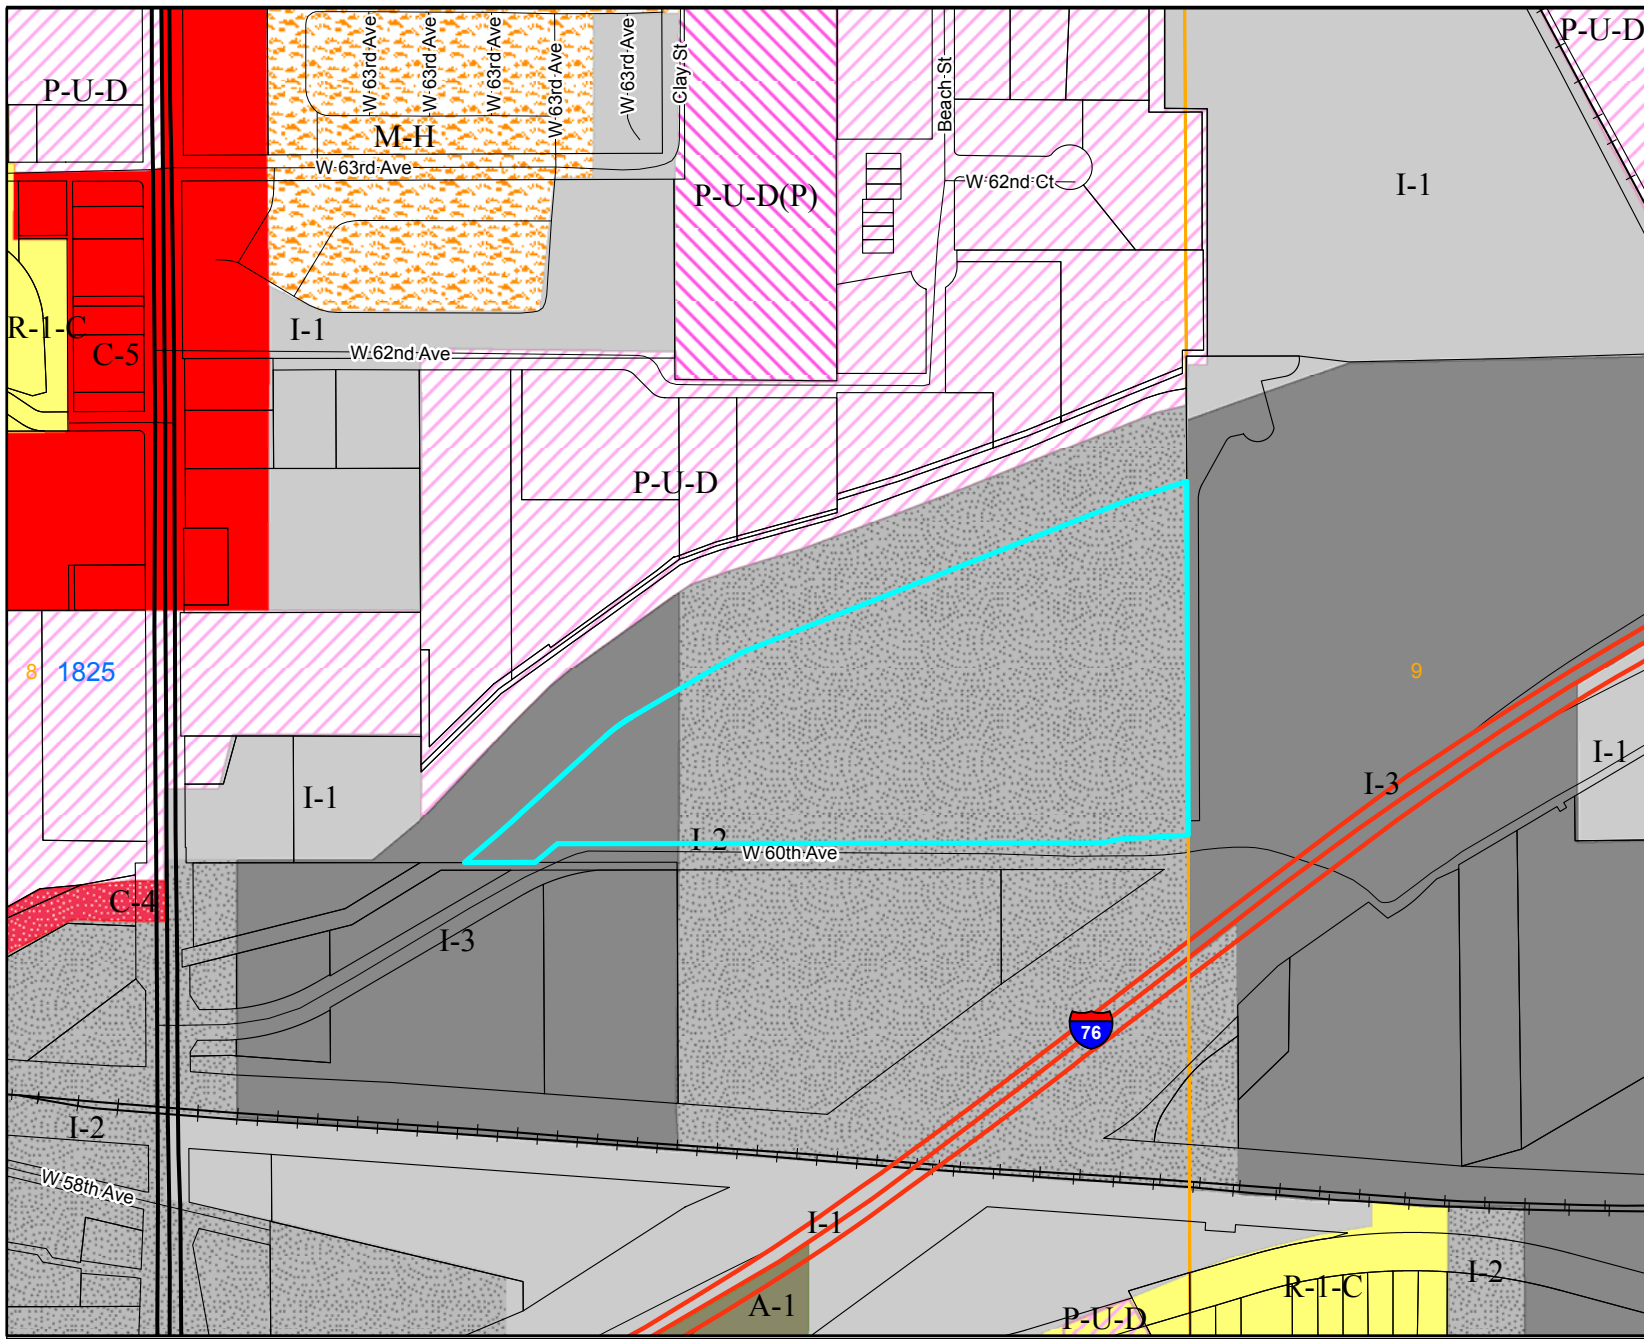 W 63rd Ave
W 63rd Ave
W 63rd Ave
W 63rd Ave
W 63rd Ave
Clay St
Beach St
P-U-D
P-U-D
M-H
W 63rd Ave
P-U-D(P)
W 62nd Ct
I-1
R-1-C
C-5
I-1
W 62nd Ave
P-U-D
8
1825
9
I-1
I-3
I-1
I-2
W 60th Ave
C-4
I-3
76
I-2
W 58th Ave
I-1
A-1
P-U-D
R-1-C
I-2